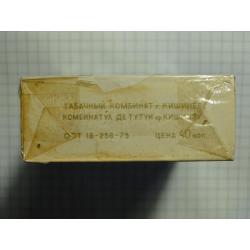 ТАБАЧНЫЙ КОМБИНАТ г. КИШИНЕВ
КОМБИНАТУЛ ДЕ ТУТУН ор. КИШИНЭУ
ОСТ 18-256-75 ЦЕНА 40 коп.